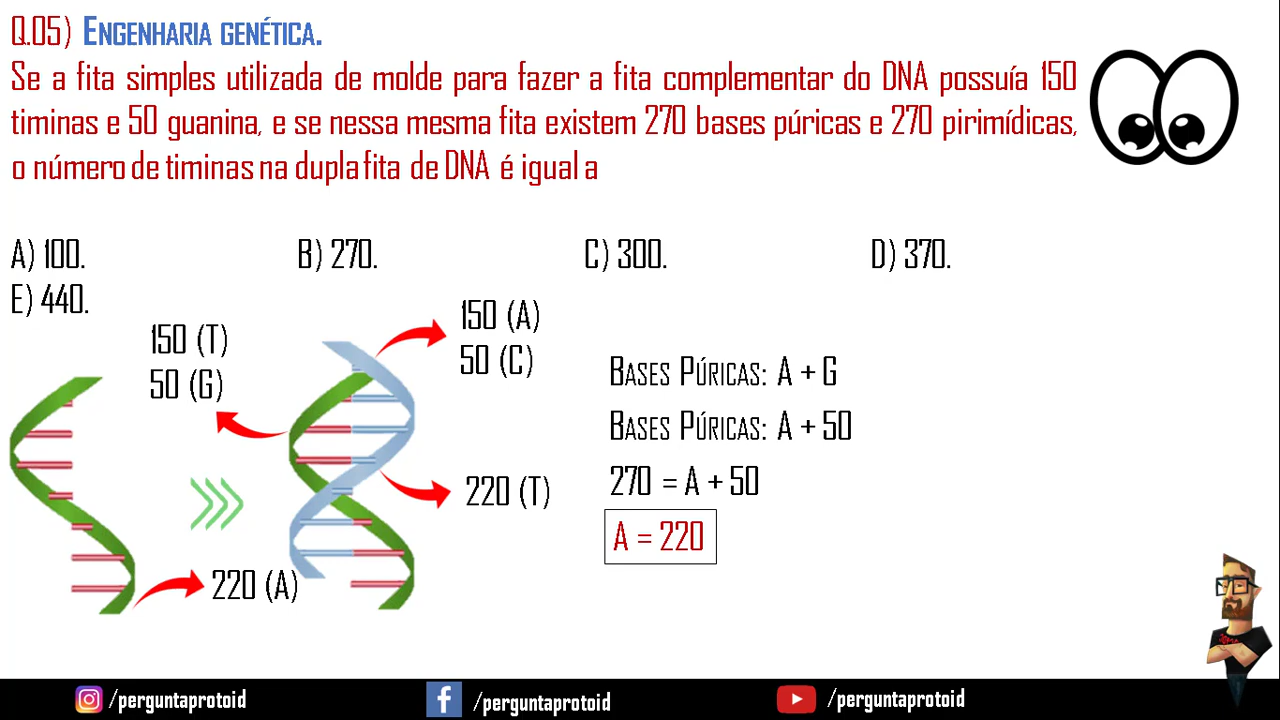 Q.05) ENGENHARIA GENÉTICA.
Se a fita simples utilizada de molde para fazer a fita complementar do DNA possuía 150
timinas e 50 guanina, e se nessa mesma fita existem 270 bases púricas e 270 pirimídicas,
o número de timinas na dupla fita de DNA é igual a
A) 100. B) 270. C) 300. D) 370.
E) 440.
150 (T)
50 (G)
150 (A)
50 (C)
220 (T)
220 (A)
BASES PÚRICAS: A + G
BASES PÚRICAS: A + 50
270 = A + 50
A = 220
/perguntaprotoid /perguntaprotoid /perguntaprotoid